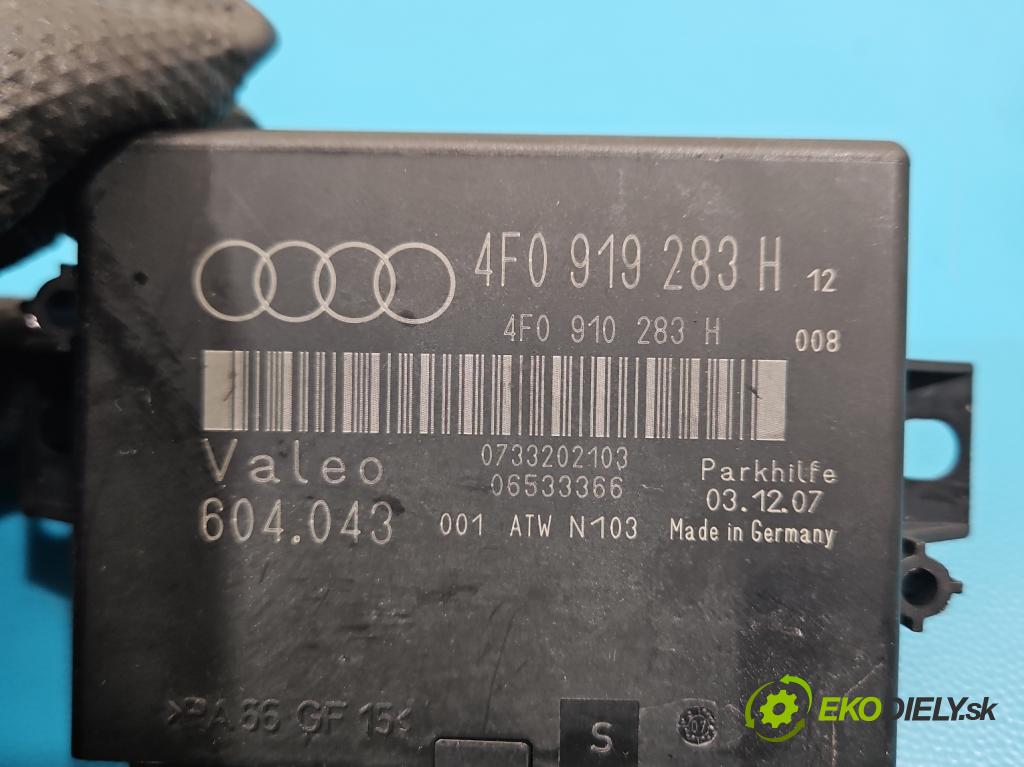 4F0 919 283 H 12
4F0 910 283 H 008
Valeo 0733202103 Parkhilfe
06533366 03.12.07
604.043 001 ATW N103 Made in Germany
>PA 66 GF 15<
S
07
EKODIELY.sk